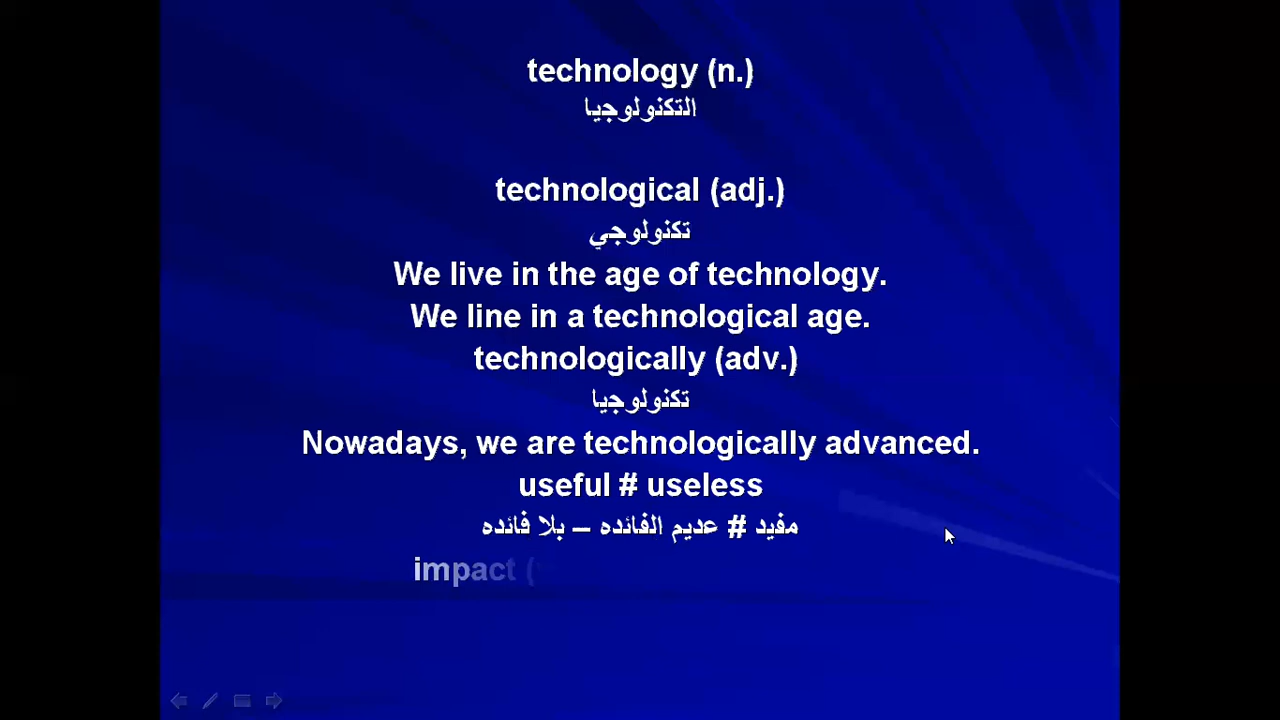 technology (n.)
التكنولوجيا
technological (adj.)
تكنولوجي
We live in the age of technology.
We line in a technological age.
technologically (adv.)
تكنولوجيا
Nowadays, we are technologically advanced.
useful # useless
مفيد # عديم الفائده – بلا فائده
impact (